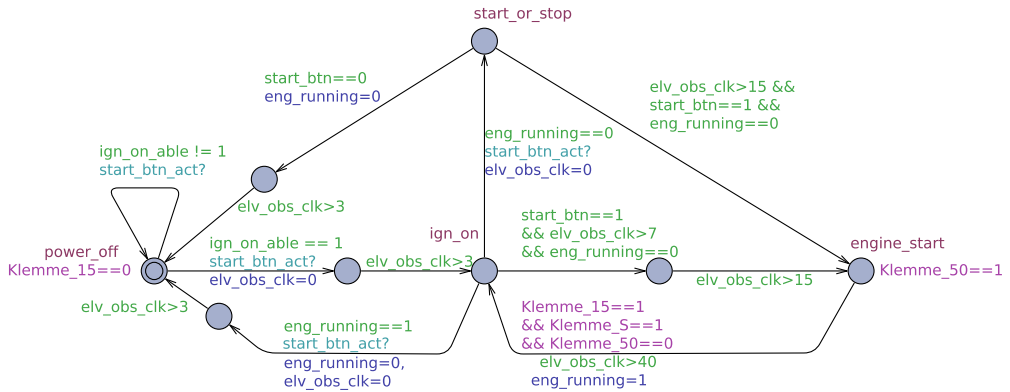 start_or_stop
start_btn==0
eng_running=0
elv_obs_clk>15 &&
start_btn==1 &&
eng_running==0
eng_running==0
start_btn_act?
elv_obs_clk=0
ign_on_able != 1
start_btn_act?
elv_obs_clk>3
start_btn==1
&& elv_obs_clk>7
&& eng_running==0
ign_on
power_off
Klemme_15==0
ign_on_able == 1
start_btn_act?
elv_obs_clk=0
elv_obs_clk>3
engine_start
Klemme_50==1
elv_obs_clk>15
elv_obs_clk>3
Klemme_15==1
&& Klemme_S==1
&& Klemme_50==0
elv_obs_clk>40
eng_running=1
eng_running==1
start_btn_act?
eng_running=0,
elv_obs_clk=0